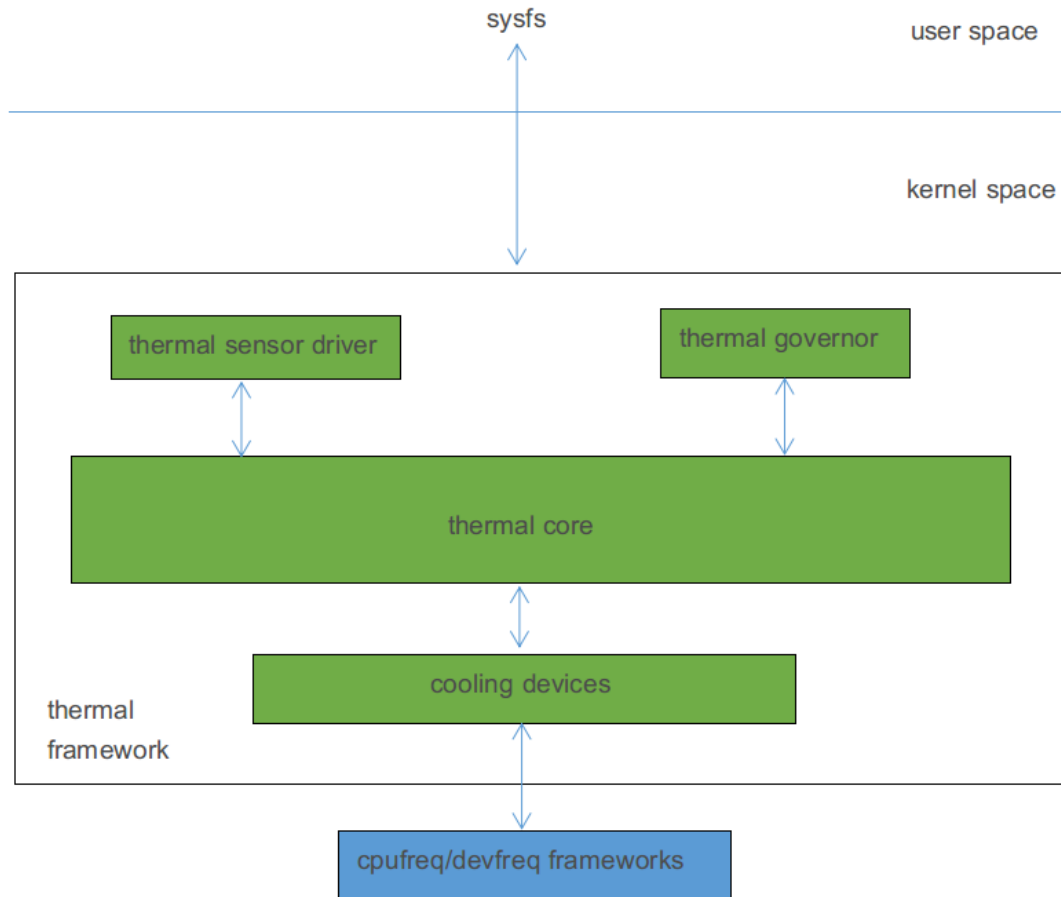 sysfs
user space
kernel space
thermal sensor driver
thermal governor
thermal core
cooling devices
thermal
framework
cpufreq/devfreq frameworks